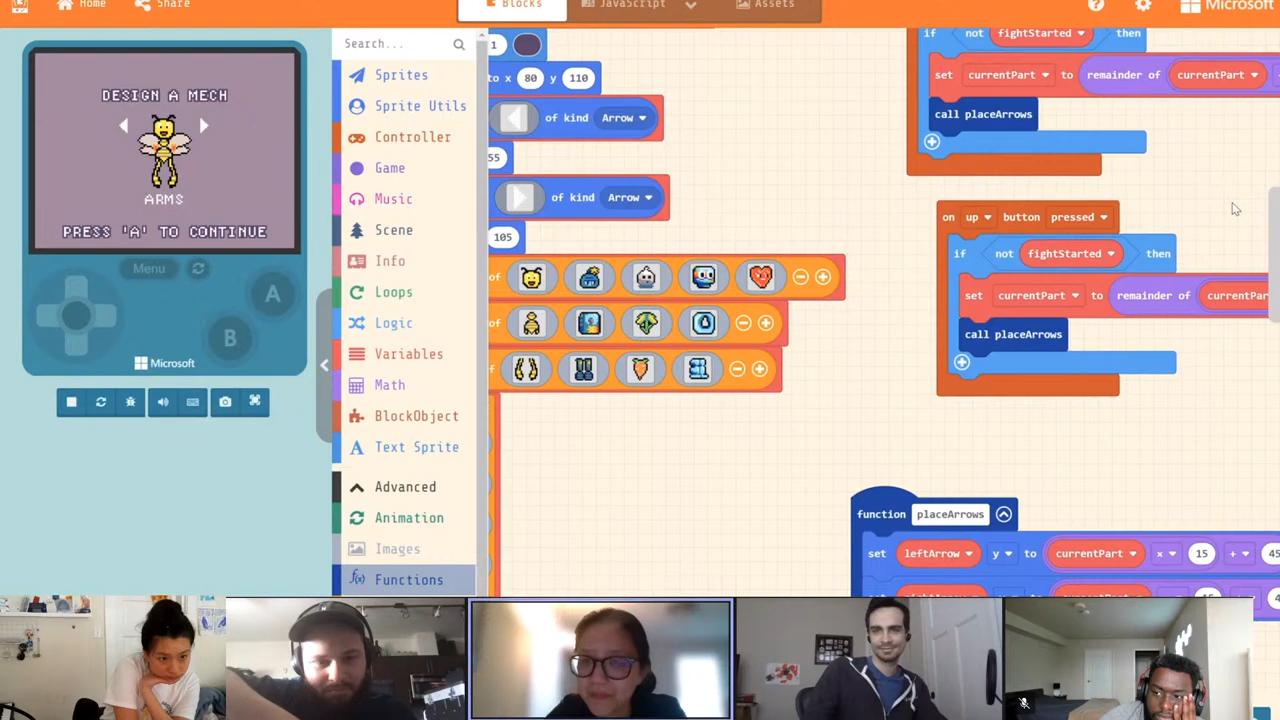 Home
Share
Blocks
JavaScript
Assets
Microsoft
DESIGN A MECH
ARMS
PRESS 'A' TO CONTINUE
Menu
A
B
Microsoft
Search...
Sprites
Sprite Utils
Controller
Game
Music
Scene
Info
Loops
Logic
Variables
Math
BlockObject
Text Sprite
Advanced
Animation
Images
Functions
1
to x 80 y 110
of kind Arrow
55
of kind Arrow
105
of
of
f
if not fightStarted then
set currentPart to remainder of currentPart
call placeArrows
on up button pressed
if not fightStarted then
set currentPart to remainder of currentPar
call placeArrows
function placeArrows
set leftArrow y to currentPart x 15 + 45